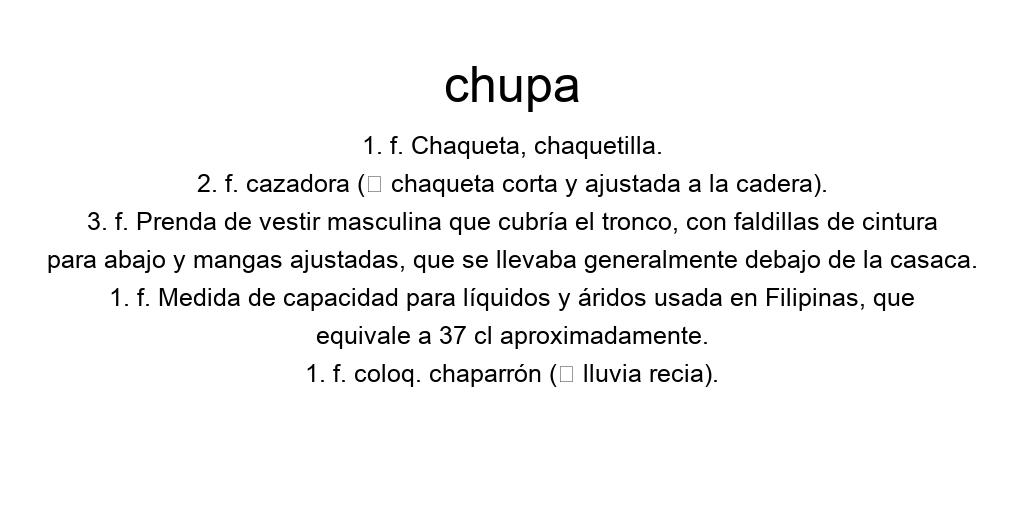 chupa
1. f. Chaqueta, chaquetilla.
2. f. cazadora (□ chaqueta corta y ajustada a la cadera).
3. f. Prenda de vestir masculina que cubría el tronco, con faldillas de cintura
para abajo y mangas ajustadas, que se llevaba generalmente debajo de la casaca.
1. f. Medida de capacidad para líquidos y áridos usada en Filipinas, que
equivale a 37 cl aproximadamente.
1. f. coloq. chaparrón (□ lluvia recia).